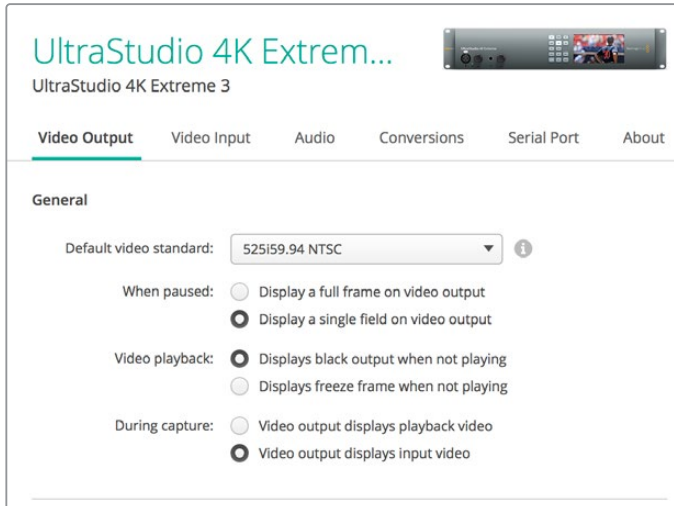 UltraStudio 4K Extrem...
UltraStudio 4K Extreme 3
Video Output Video Input Audio Conversions Serial Port About
General
Default video standard: 525i59.94 NTSC
When paused: Display a full frame on video output
Display a single field on video output
Video playback: Displays black output when not playing
Displays freeze frame when not playing
During capture: Video output displays playback video
Video output displays input video